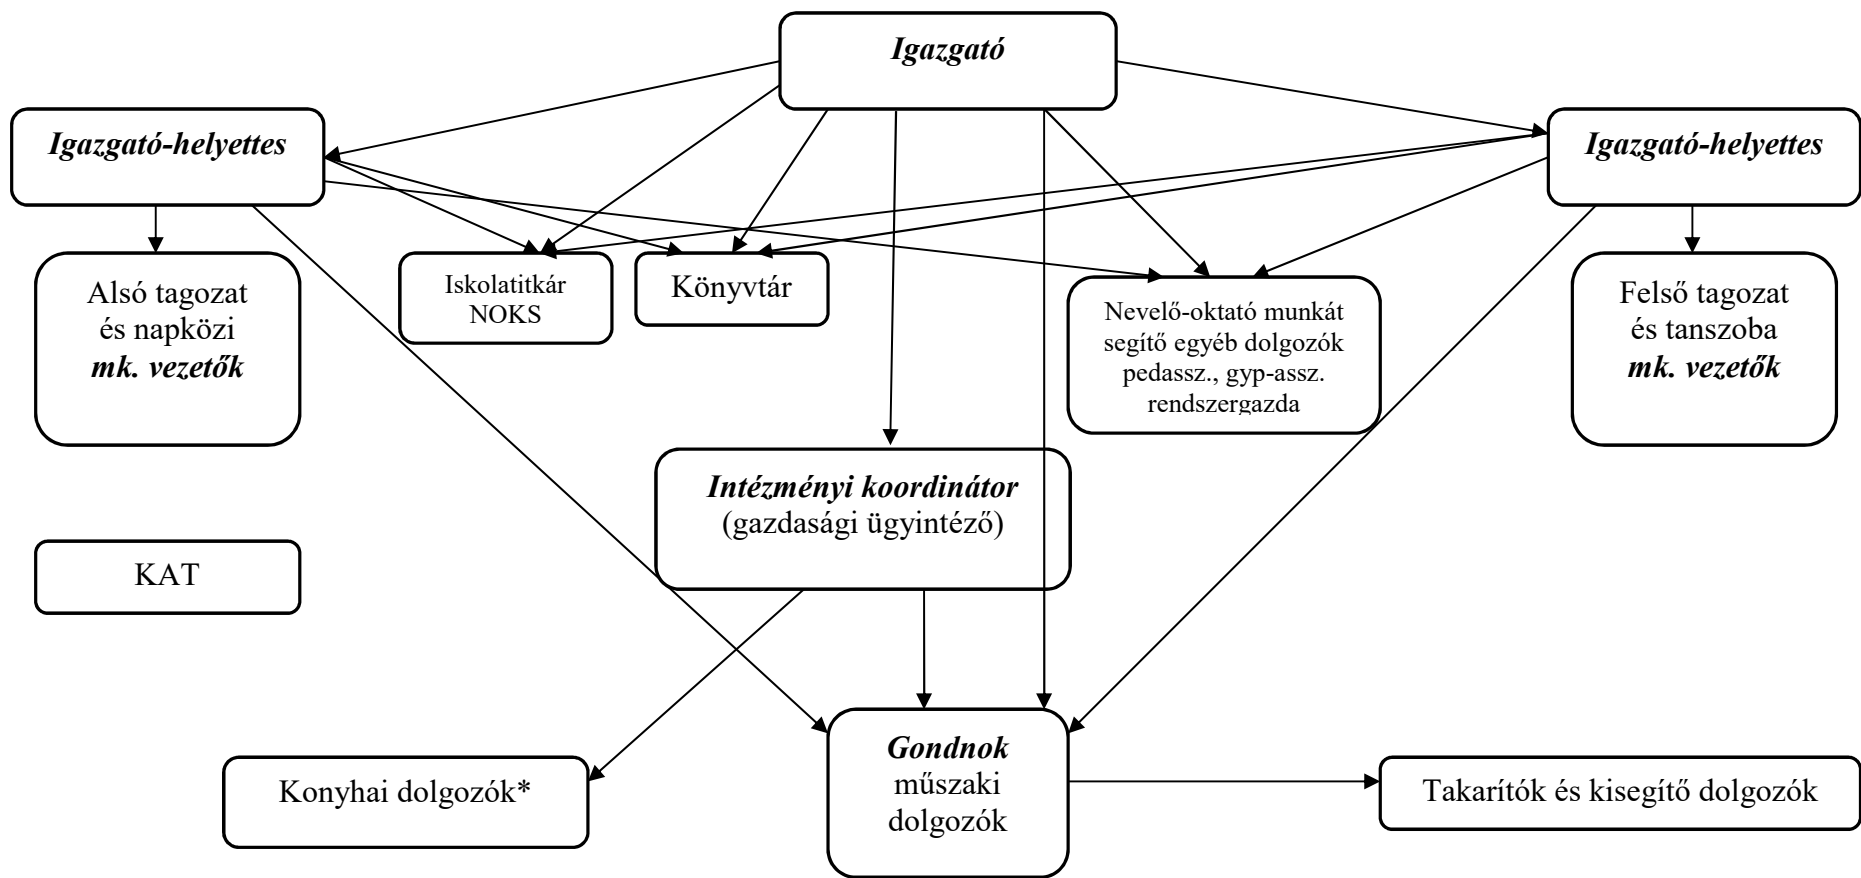 Igazgató
Igazgató-helyettes
Igazgató-helyettes
Alsó tagozat
és napközi
mk. vezetők
Iskolatitkár
NOKS
Könyvtár
Nevelő-oktató munkát
segítő egyéb dolgozók
pedassz., gyp-assz.
rendszergazda
Felső tagozat
és tanszoba
mk. vezetők
Intézményi koordinátor
(gazdasági ügyintéző)
KAT
Konyhai dolgozók*
Gondnok
műszaki
dolgozók
Takarítók és kisegítő dolgozók